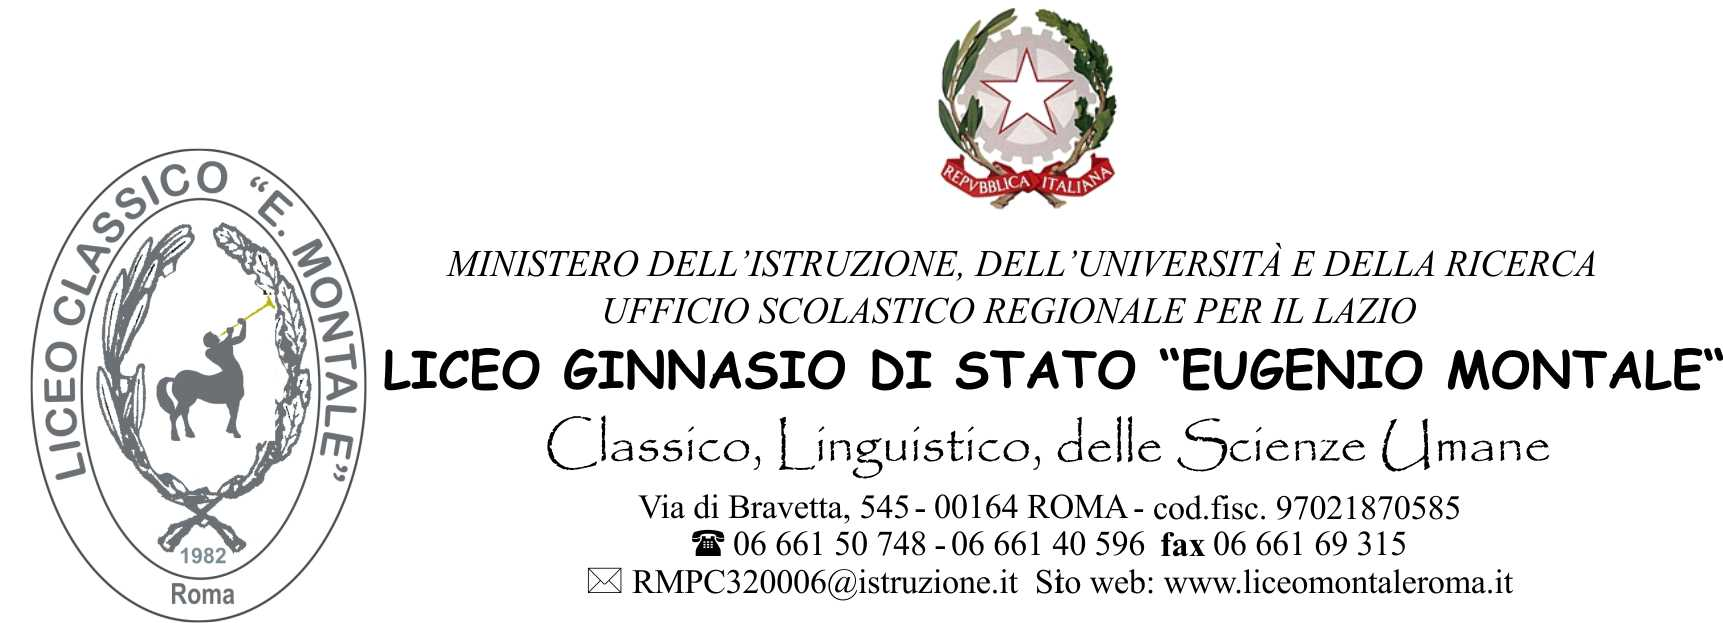 REPVBBLICA ITALIANA
LICEO CLASSICO “E. MONTALE”
1982
Roma
MINISTERO DELL’ISTRUZIONE, DELL’UNIVERSITÀ E DELLA RICERCA
UFFICIO SCOLASTICO REGIONALE PER IL LAZIO
LICEO GINNASIO DI STATO “EUGENIO MONTALE“
Classico, Linguistico, delle Scienze Umane
Via di Bravetta, 545 - 00164 ROMA - cod.fisc. 97021870585
☎ 06 661 50 748 - 06 661 40 596 fax 06 661 69 315
✉ RMPC320006@istruzione.it Sito web: www.liceomontaleroma.it